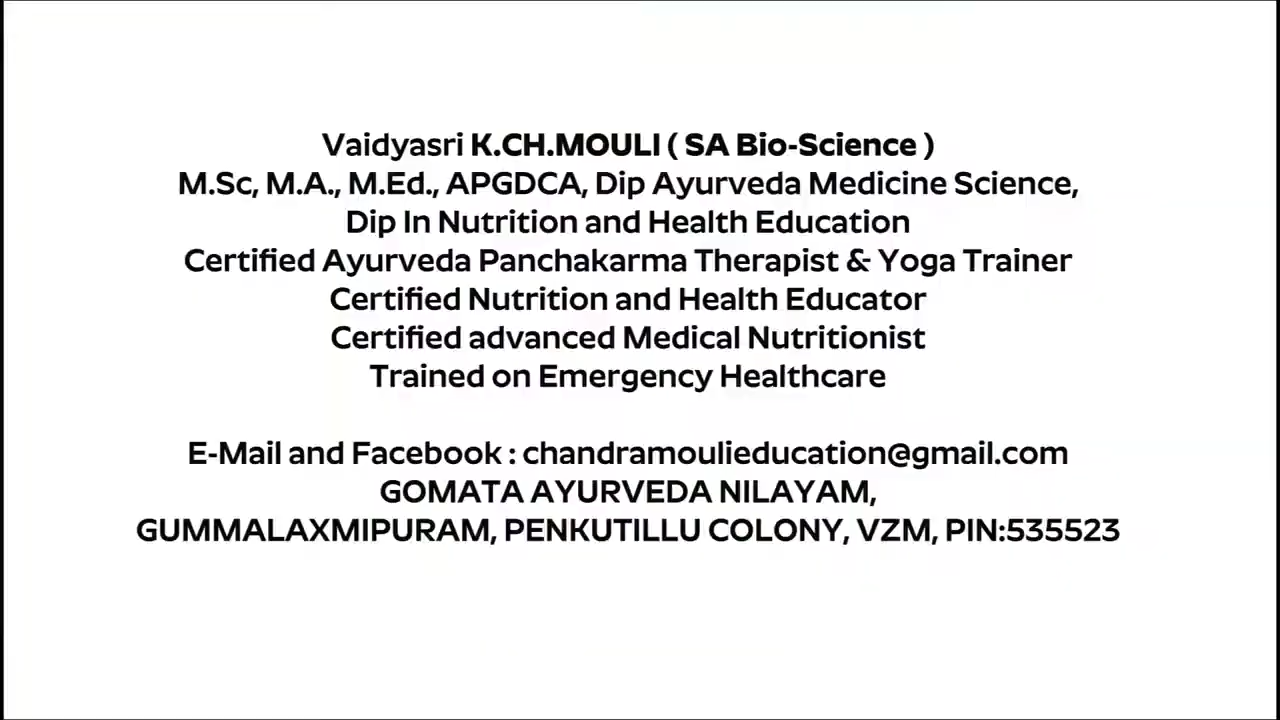 Vaidyasri K.CH.MOULI ( SA Bio-Science )
M.Sc, M.A., M.Ed., APGDCA, Dip Ayurveda Medicine Science,
Dip In Nutrition and Health Education
Certified Ayurveda Panchakarma Therapist & Yoga Trainer
Certified Nutrition and Health Educator
Certified advanced Medical Nutritionist
Trained on Emergency Healthcare
E-Mail and Facebook : chandramoulieducation@gmail.com
GOMATA AYURVEDA NILAYAM,
GUMMALAXMIPURAM, PENKUTILLU COLONY, VZM, PIN:535523